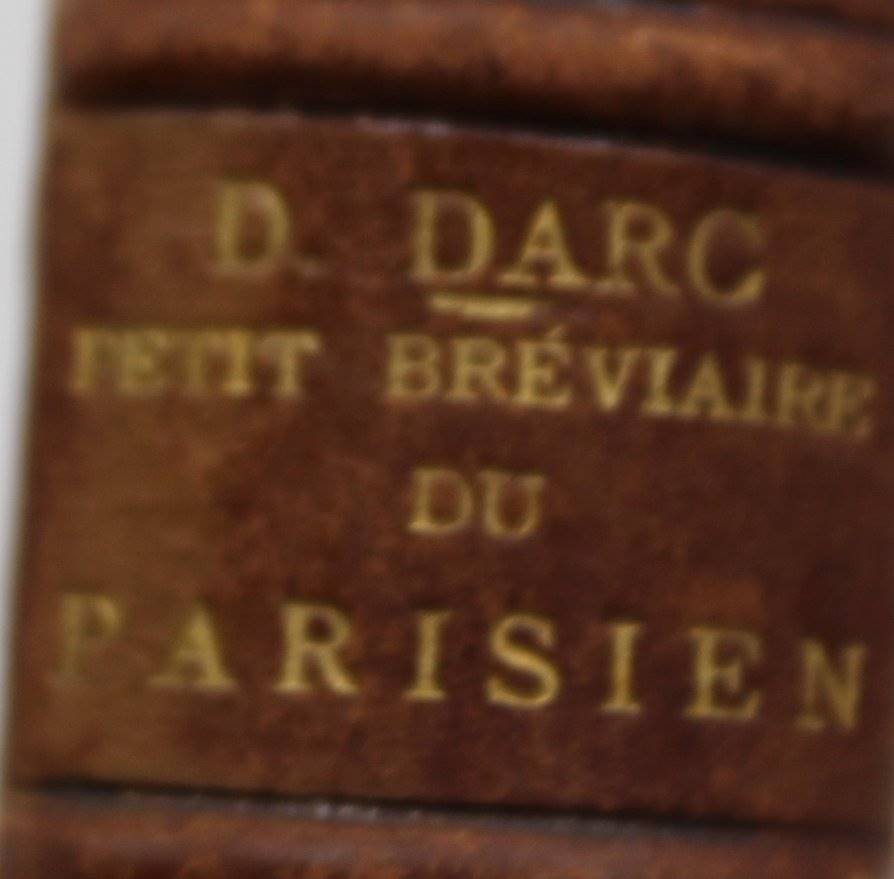 D. DARC
PETIT BRÉVIAIRE
DU
PARISIEN